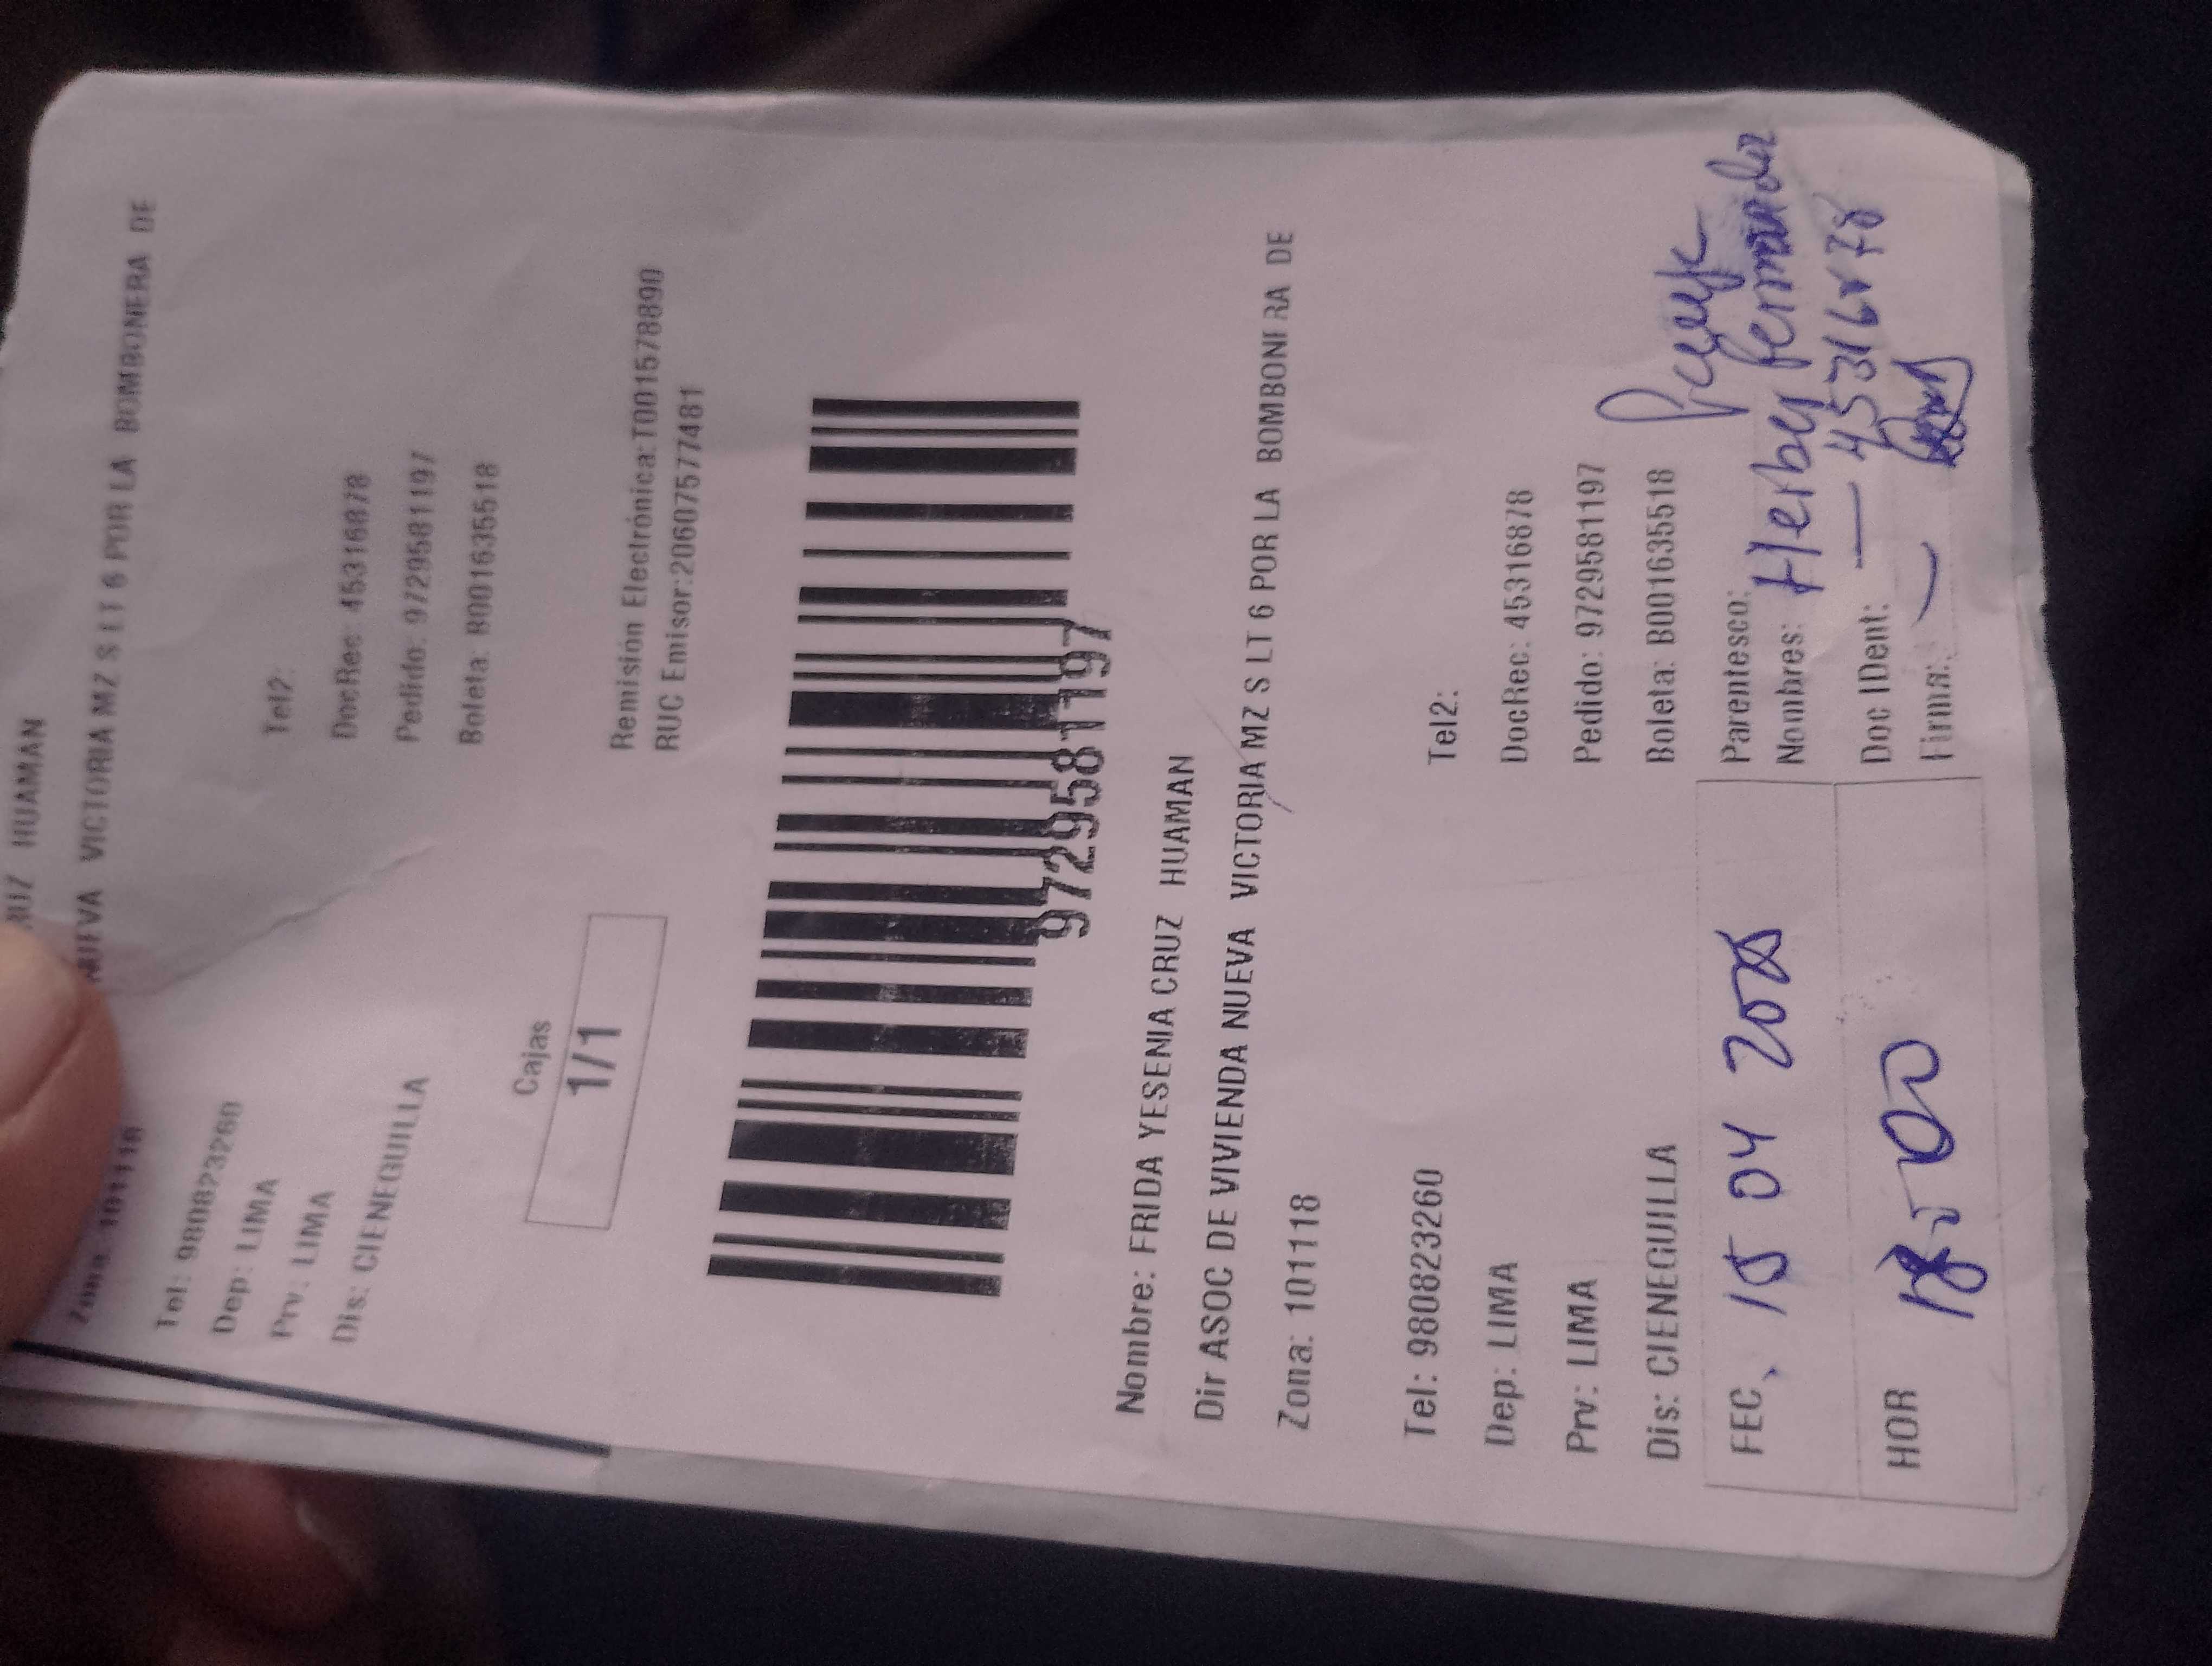 RUZ HUAMAN
NUEVA VICTORIA MZ S LT 6 POR LA BOMBONERA DE
Zona: 101118
Tel: 980823260
Tel2:
Dep: LIMA
DocRec: 45316878
Prv: LIMA
Pedido: 9729581197
Dis: CIENEGUILLA
Boleta: B001635518
Cajas
1/1
Remisión Electrónica:T001578890
RUC Emisor:20607577481
9729581197
Nombre: FRIDA YESENIA CRUZ HUAMAN
Dir ASOC DE VIVIENDA NUEVA VICTORIA MZ S LT 6 POR LA BOMBONERA DE
Zona: 101118
Tel: 980823260
Tel2:
Dep: LIMA
DocRec: 45316878
Prv: LIMA
Pedido: 9729581197
Dis: CIENEGUILLA
Boleta: B001635518
FEC 15 04
Parentesco:
Nombres: Herber
HOR
Doc IDent:
Firma: